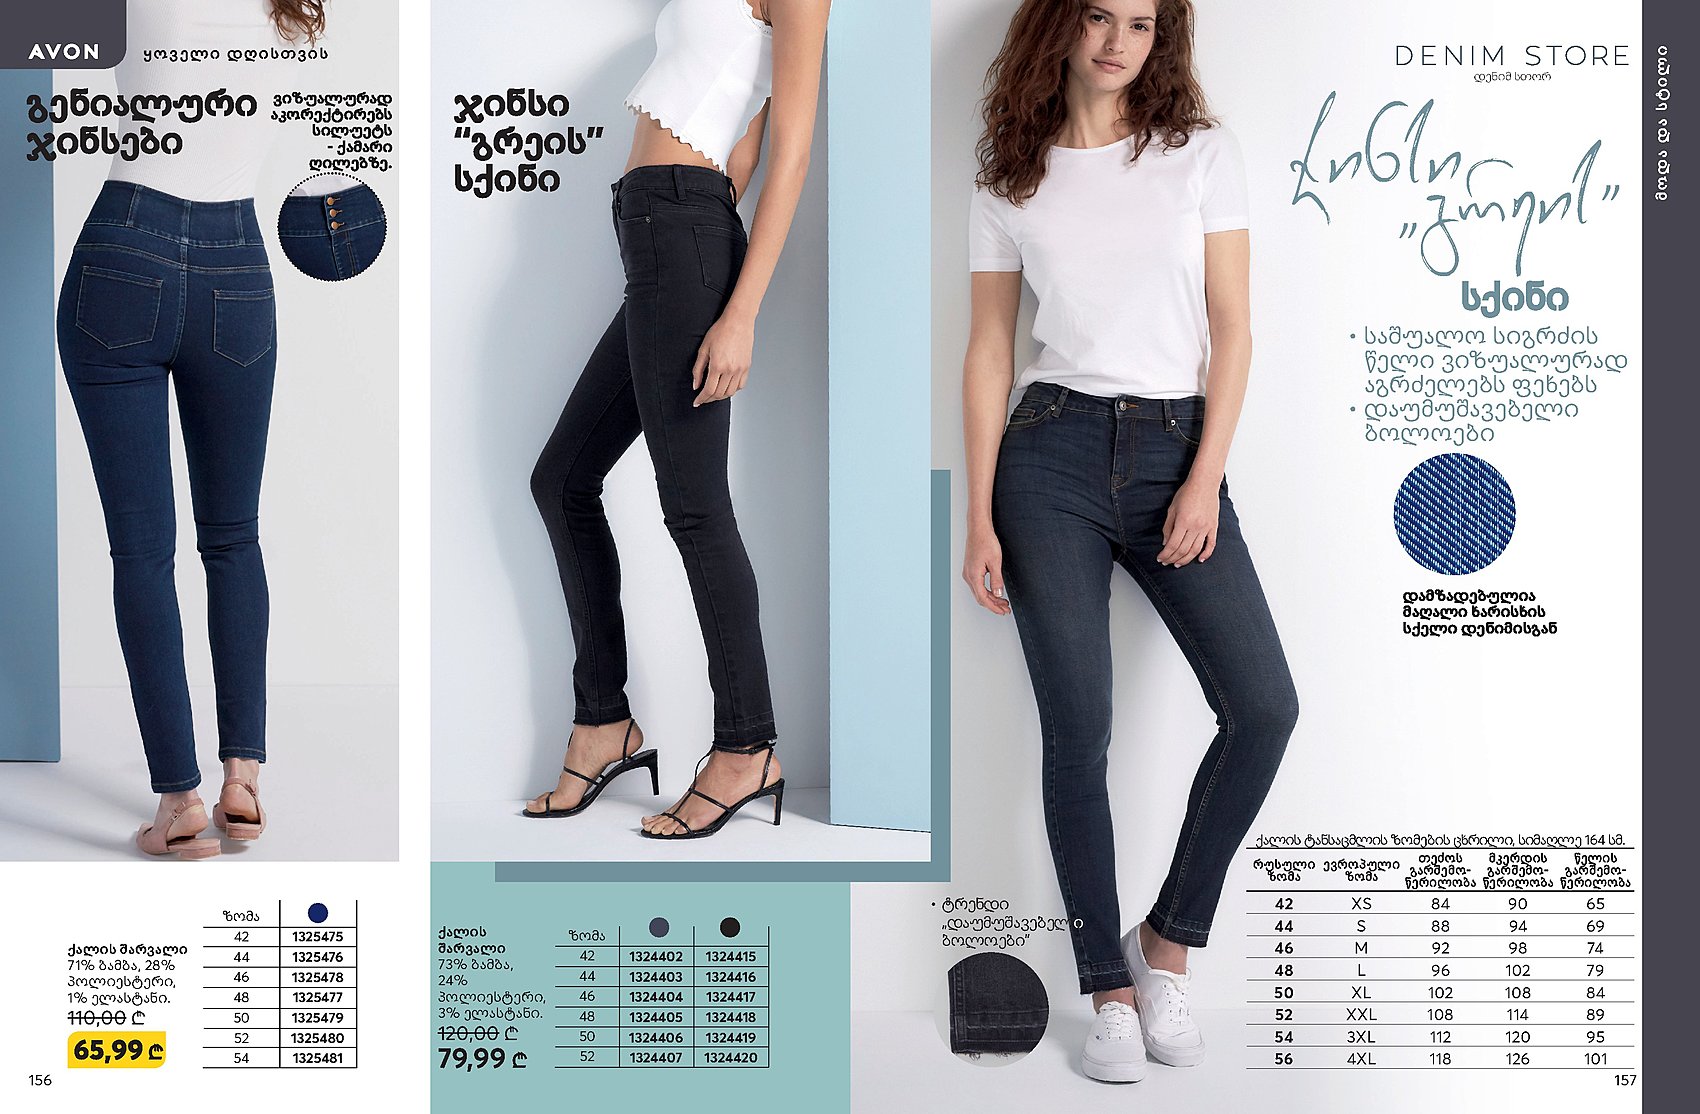 AVON
ყოველი დღისთვის
გენიალური
ჯინსები
ვიზუალურად
აკორექტირებს
სილუეტს
- ქამარი
ღილებზე.
ზომა
42 1325475
44 1325476
46 1325478
48 1325477
50 1325479
52 1325480
54 1325481
ქალის შარვალი
71% ბამბა, 28%
პოლიესტერი,
1% ელასტანი.
110,00 ₾
65,99 ₾
156
ჯინსი
“გრეის”
სქინი
ქალის
შარვალი
73% ბამბა,
24%
პოლიესტერი,
3% ელასტანი.
120,00 ₾
79,99 ₾
ზომა
42 1324402 1324415
44 1324403 1324416
46 1324404 1324417
48 1324405 1324418
50 1324406 1324419
52 1324407 1324420
DENIM STORE
დენიმ სთორ
ჯინსი
„გრეის”
სქინი
• საშუალო სიგრძის
წელი ვიზუალურად
აგრძელებს ფეხებს
• დაუმუშავებელი
ბოლოები
დამზადებულია
მაღალი ხარისხის
სქელი დენიმისგან
• ტრენდი
„დაუმუშავებელი
ბოლოები”
ქალის ტანსაცმლის ზომების ცხრილი, სიმაღლე 164 სმ.
რუსული ზომა ევროპული ზომა თეძოს გარშემო- წერილობა მკერდის გარშემო- წერილობა წელის გარშემო- წერილობა
42 XS 84 90 65
44 S 88 94 69
46 M 92 98 74
48 L 96 102 79
50 XL 102 108 84
52 XXL 108 114 89
54 3XL 112 120 95
56 4XL 118 126 101
157
მოდა და სტილი